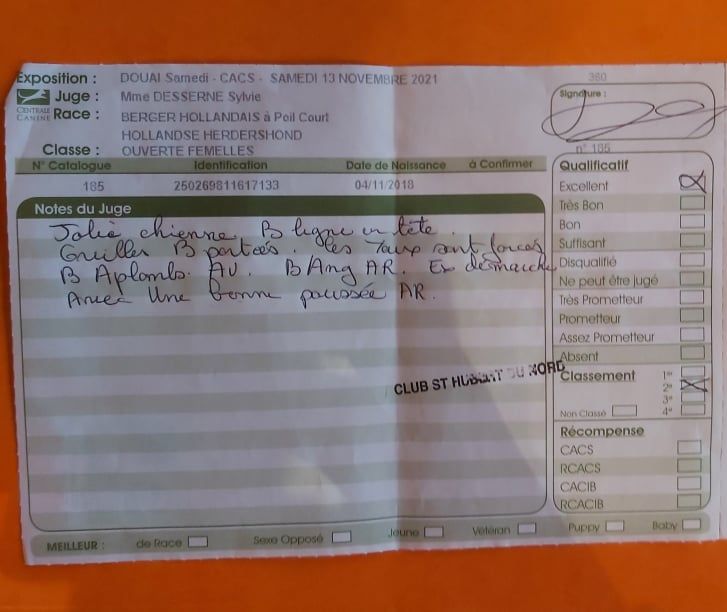 Exposition : DOUAI Samedi - CACS - SAMEDI 13 NOVEMBRE 2021
360
CENTRALE CANINE
Juge : Mme DESSERNE Sylvie
Race : BERGER HOLLANDAIS à Poil Court
HOLLANDSE HERDERSHOND
Classe : OUVERTE FEMELLES
Signature :
n° 185
N° Catalogue Identification Date de Naissance à Confirmer
185 250269811617133 04/11/2018
Notes du Juge
Jolie chienne. B ligne en tête.
Oreilles B portées. les yaux sont foncés
B Aplombs AV. B Ang AR. Ex démarche
Avec Une bonne poussée AR.
CLUB ST HUBERT DU NORD
Qualificatif
Excellent
Très Bon
Bon
Suffisant
Disqualifié
Ne peut être jugé
Très Prometteur
Prometteur
Assez Prometteur
Absent
Classement 1er
2e
3e
Non Classé 4e
Récompense
CACS
RCACS
CACIB
RCACIB
MEILLEUR : de Race Sexe Opposé Jeune Vétéran Puppy Baby